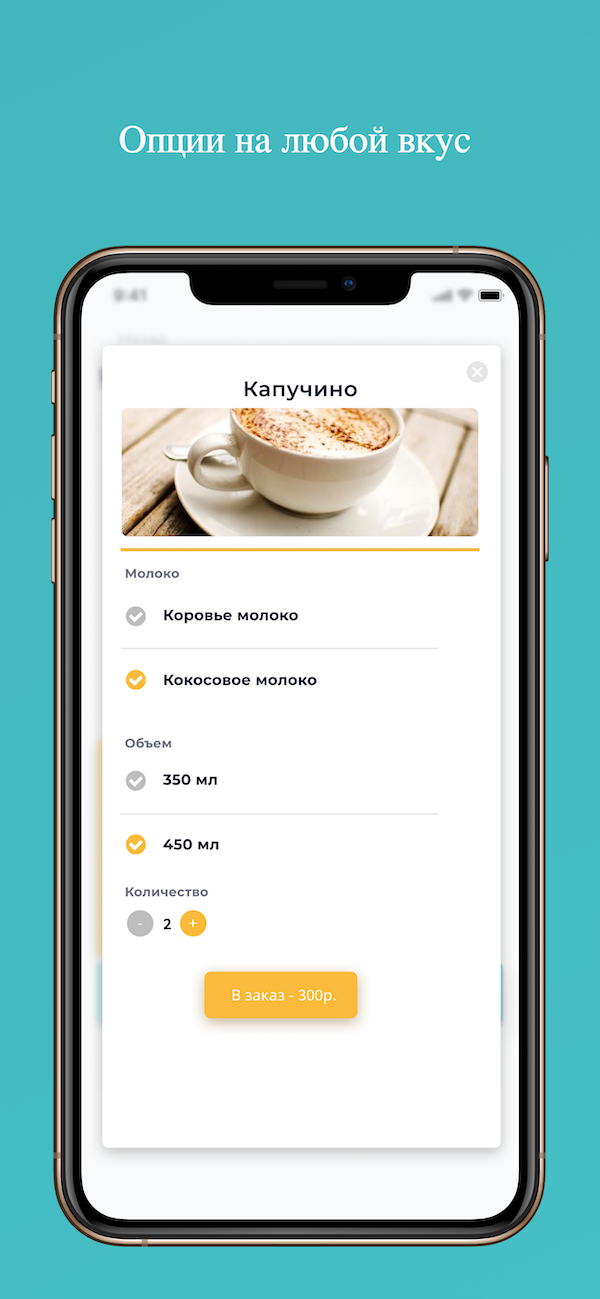 Опции на любой вкус
9:41
Капучино
Молоко
Коровье молоко
Кокосовое молоко
Объем
350 мл
450 мл
Количество
- 2 +
В заказ - 300р.